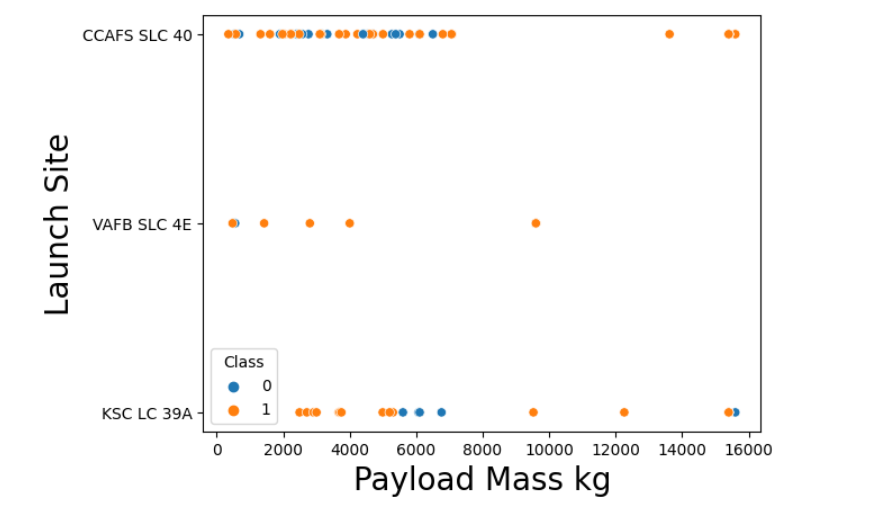 CCAFS SLC 40
VAFB SLC 4E
KSC LC 39A
Launch Site
Class
0
1
0 2000 4000 6000 8000 10000 12000 14000 16000
Payload Mass kg